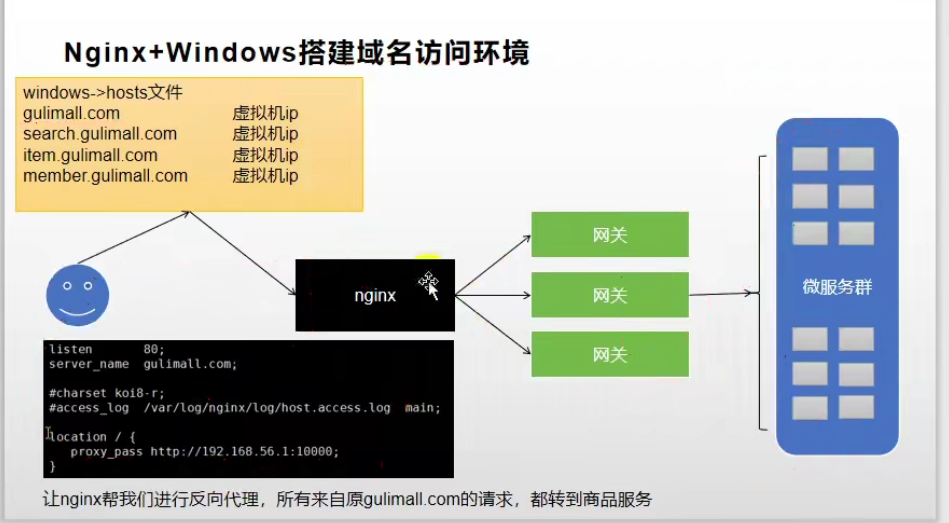 Nginx+Windows搭建域名访问环境
windows->hosts文件
gulimall.com 虚拟机ip
search.gulimall.com 虚拟机ip
item.gulimall.com 虚拟机ip
member.gulimall.com 虚拟机ip
nginx
网关
网关
网关
微服务群
listen 80;
server_name gulimall.com;
#charset koi8-r;
#access_log /var/log/nginx/log/host.access.log main;
location / {
proxy_pass http://192.168.56.1:10000;
}
让nginx帮我们进行反向代理，所有来自原gulimall.com的请求，都转到商品服务